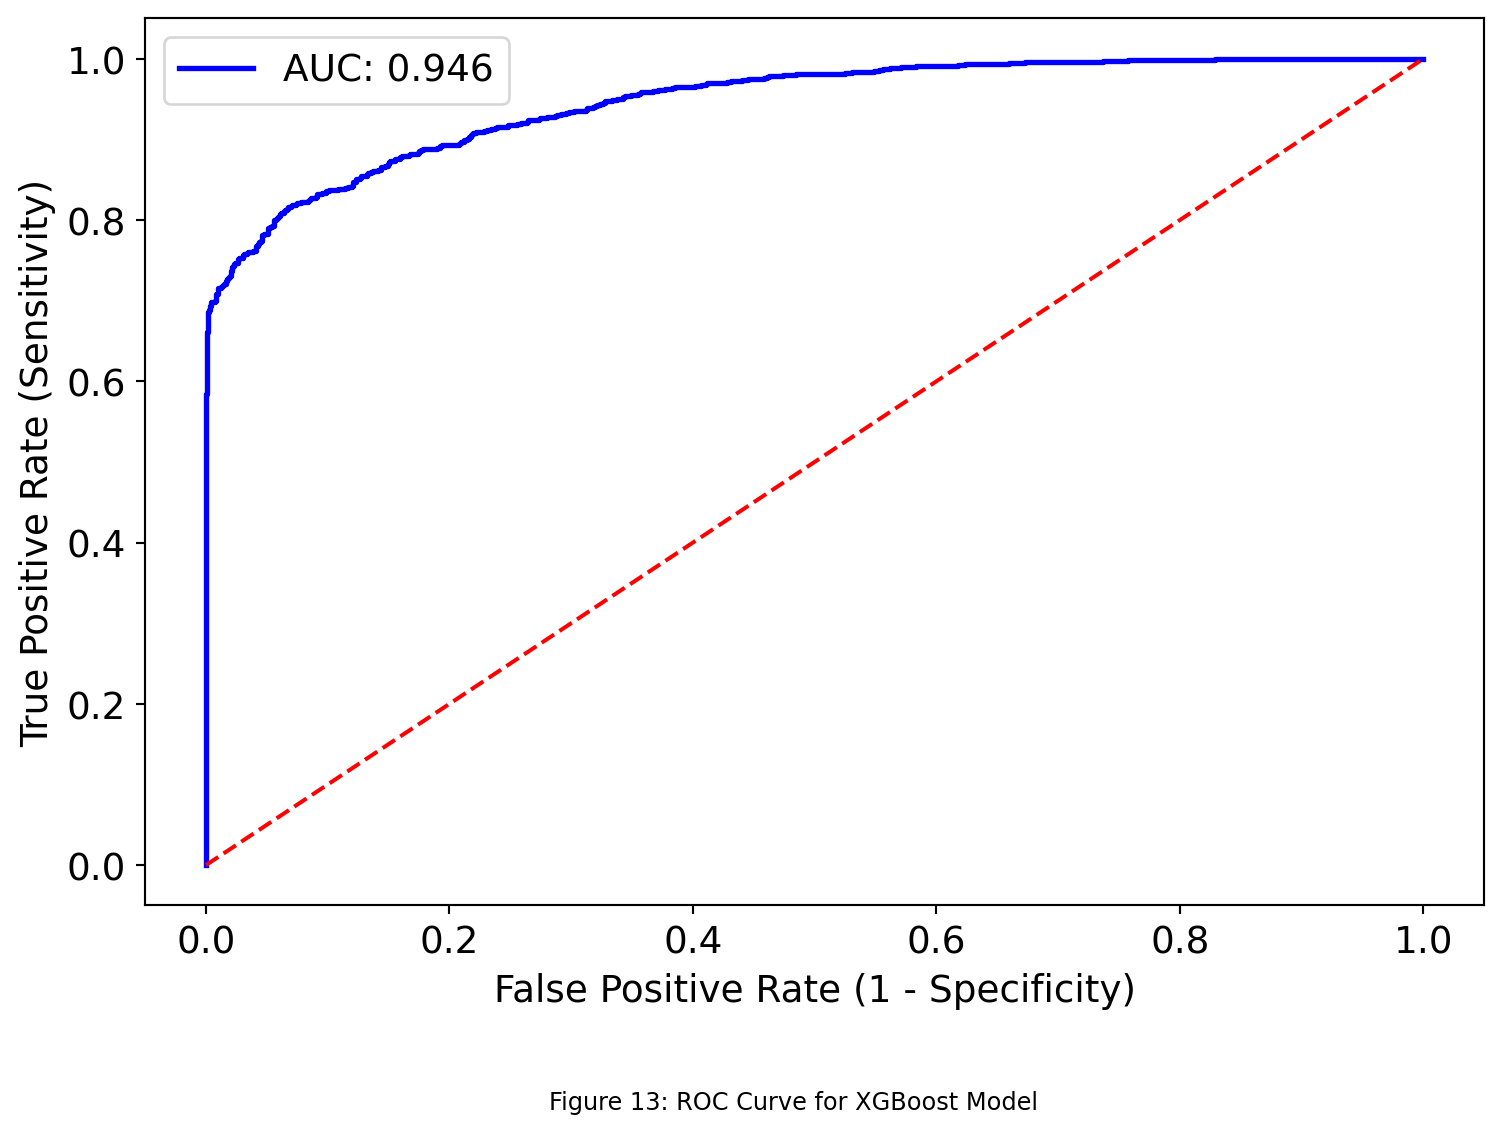 AUC: 0.946
True Positive Rate (Sensitivity)
1.0
0.8
0.6
0.4
0.2
0.0
0.0 0.2 0.4 0.6 0.8 1.0
False Positive Rate (1 - Specificity)
Figure 13: ROC Curve for XGBoost Model